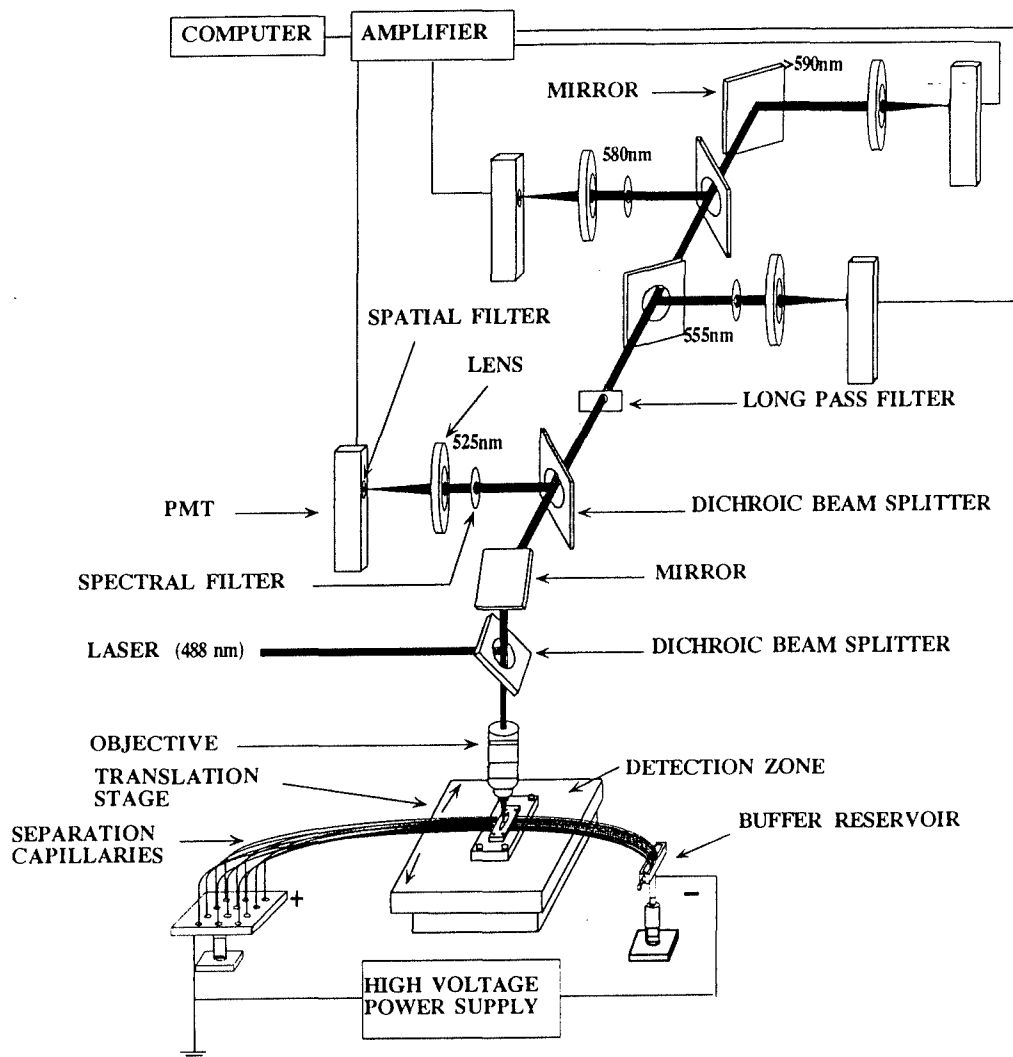 COMPUTER
AMPLIFIER
>590nm
MIRROR
580nm
SPATIAL FILTER
555nm
LENS
LONG PASS FILTER
525nm
PMT
DICHROIC BEAM SPLITTER
SPECTRAL FILTER
MIRROR
LASER (488 nm)
DICHROIC BEAM SPLITTER
OBJECTIVE
TRANSLATION
STAGE
DETECTION ZONE
SEPARATION
CAPILLARIES
BUFFER RESERVOIR
+
-
HIGH VOLTAGE
POWER SUPPLY